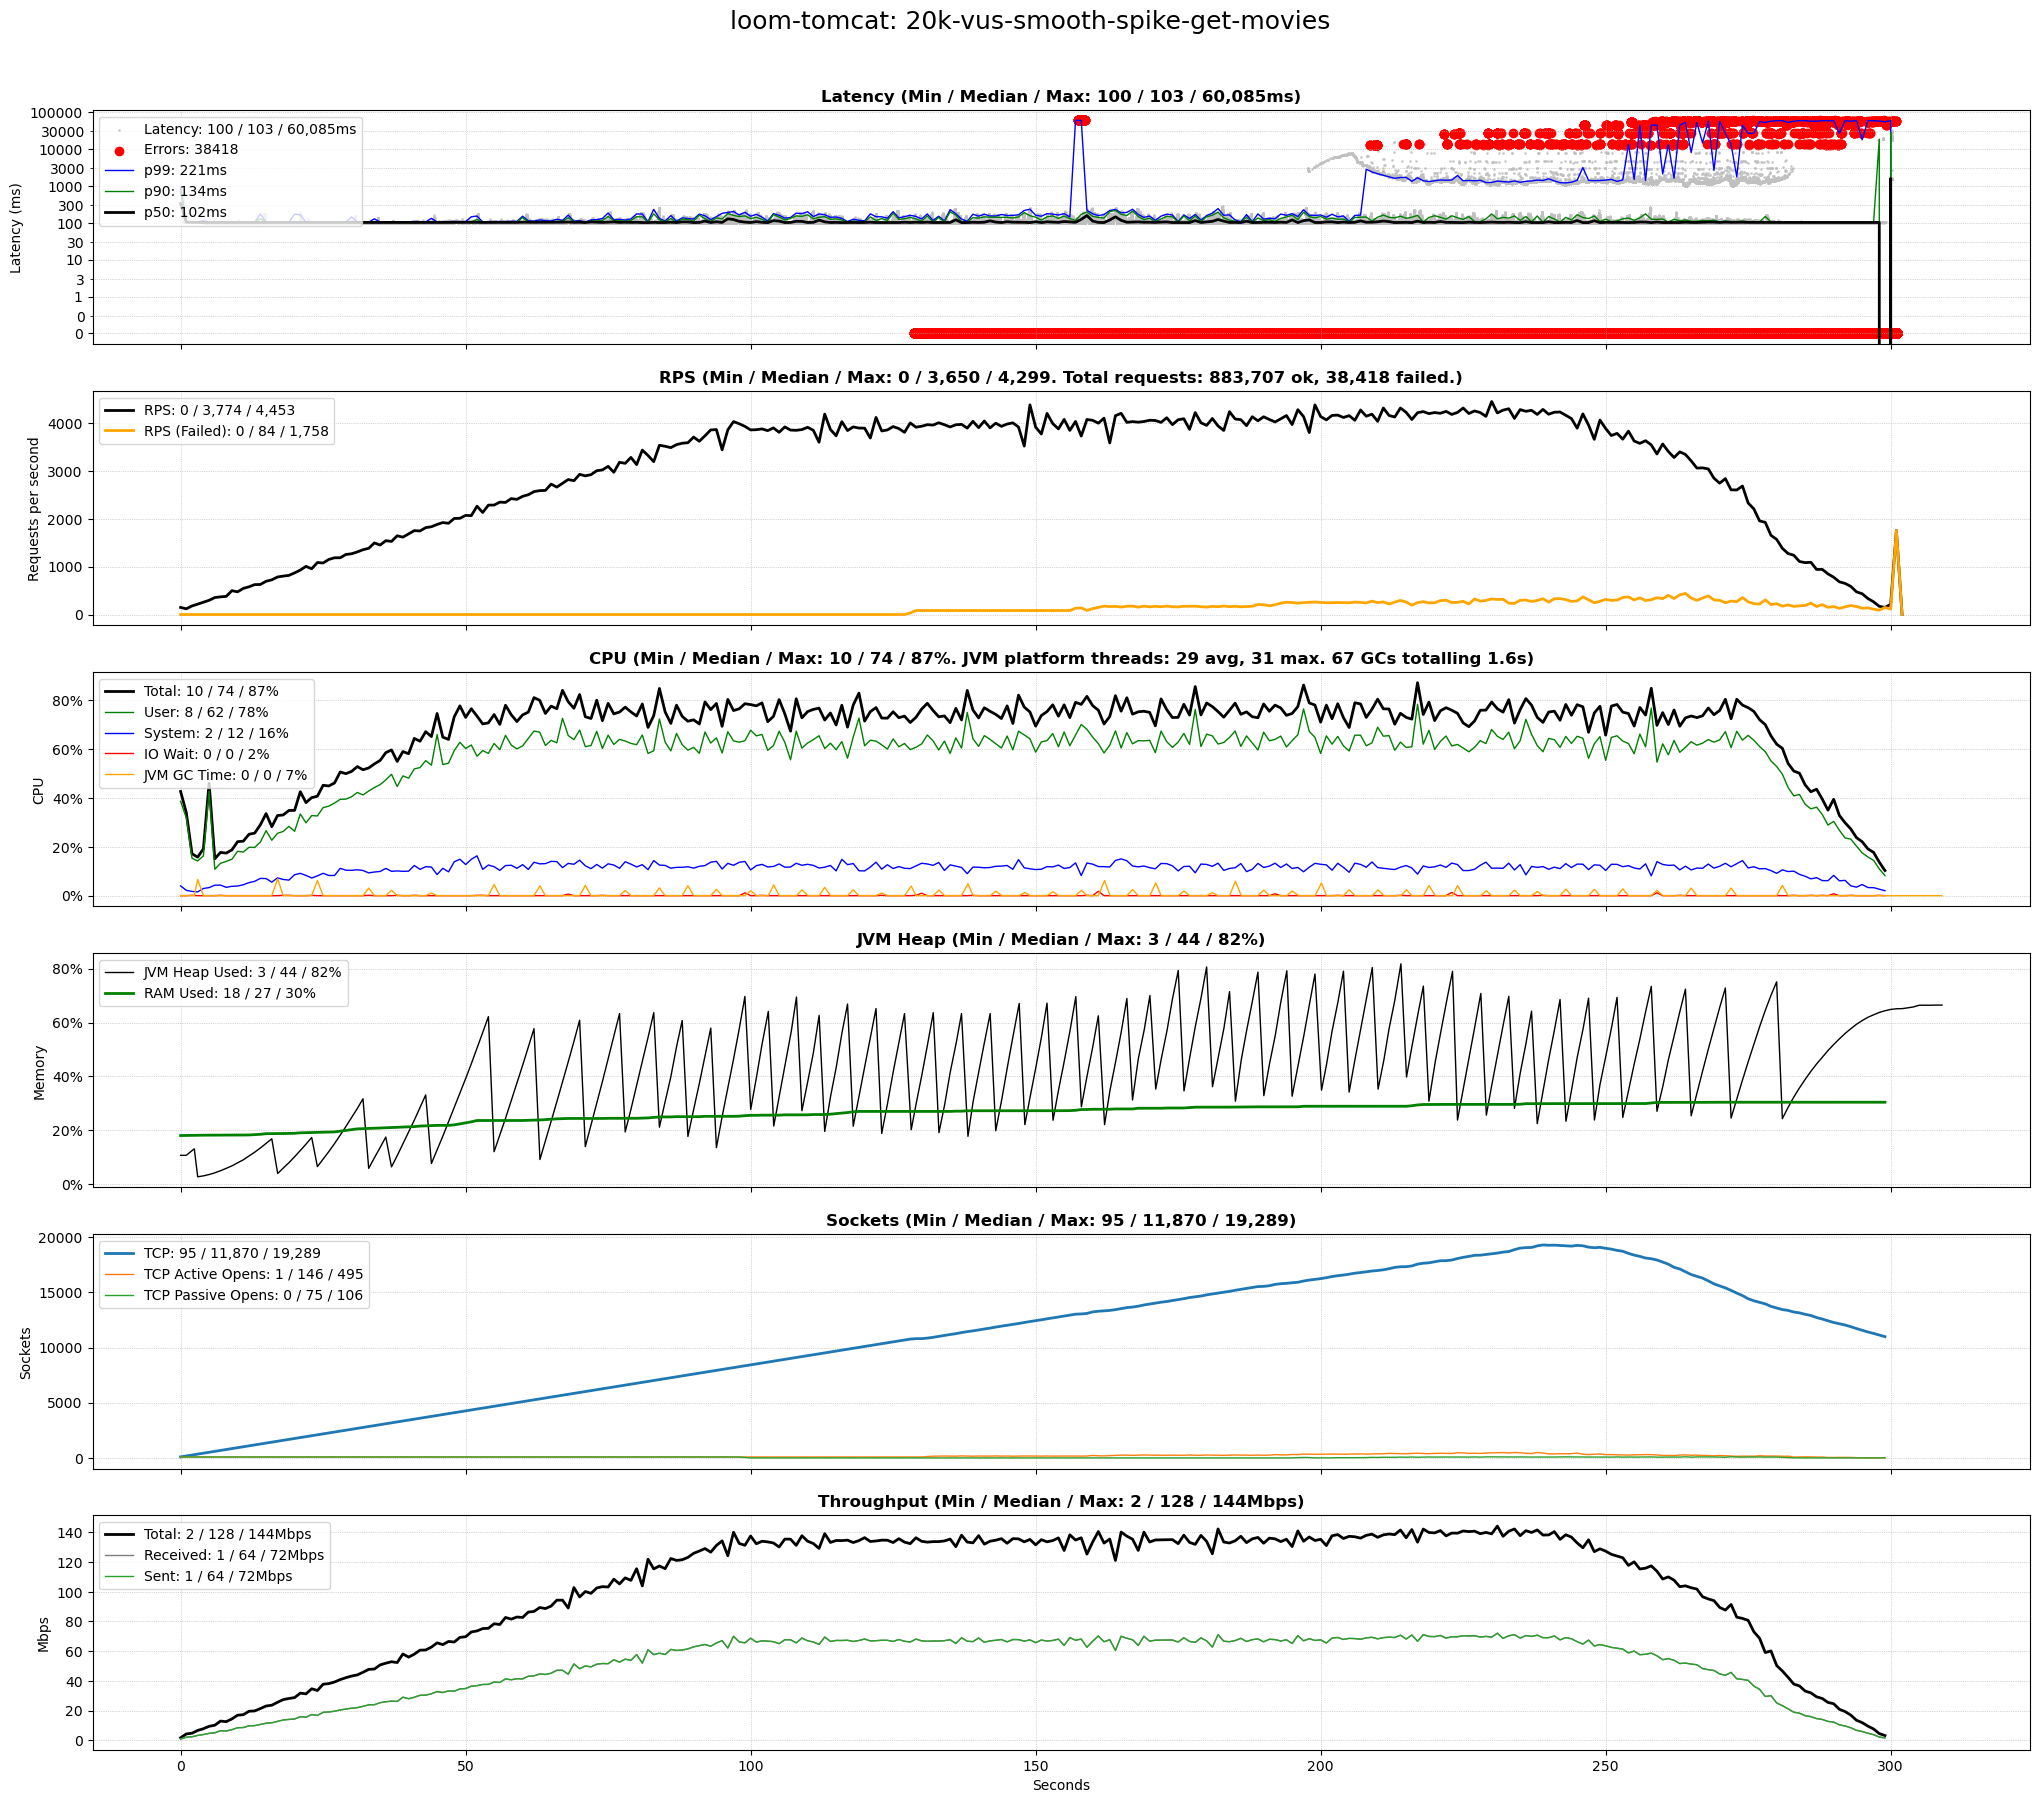 loom-tomcat: 20k-vus-smooth-spike-get-movies
Latency (Min / Median / Max: 100 / 103 / 60,085ms)
Latency (ms)
100000
30000
10000
3000
1000
300
100
30
10
3
1
0
0
Latency: 100 / 103 / 60,085ms
Errors: 38418
p99: 221ms
p90: 134ms
p50: 102ms
RPS (Min / Median / Max: 0 / 3,650 / 4,299. Total requests: 883,707 ok, 38,418 failed.)
Requests per second
4000
3000
2000
1000
0
RPS: 0 / 3,774 / 4,453
RPS (Failed): 0 / 84 / 1,758
CPU (Min / Median / Max: 10 / 74 / 87%. JVM platform threads: 29 avg, 31 max. 67 GCs totalling 1.6s)
CPU
80%
60%
40%
20%
0%
Total: 10 / 74 / 87%
User: 8 / 62 / 78%
System: 2 / 12 / 16%
IO Wait: 0 / 0 / 2%
JVM GC Time: 0 / 0 / 7%
JVM Heap (Min / Median / Max: 3 / 44 / 82%)
Memory
80%
60%
40%
20%
0%
JVM Heap Used: 3 / 44 / 82%
RAM Used: 18 / 27 / 30%
Sockets (Min / Median / Max: 95 / 11,870 / 19,289)
Sockets
20000
15000
10000
5000
0
TCP: 95 / 11,870 / 19,289
TCP Active Opens: 1 / 146 / 495
TCP Passive Opens: 0 / 75 / 106
Throughput (Min / Median / Max: 2 / 128 / 144Mbps)
Mbps
140
120
100
80
60
40
20
0
Total: 2 / 128 / 144Mbps
Received: 1 / 64 / 72Mbps
Sent: 1 / 64 / 72Mbps
0 50 100 150 200 250 300
Seconds